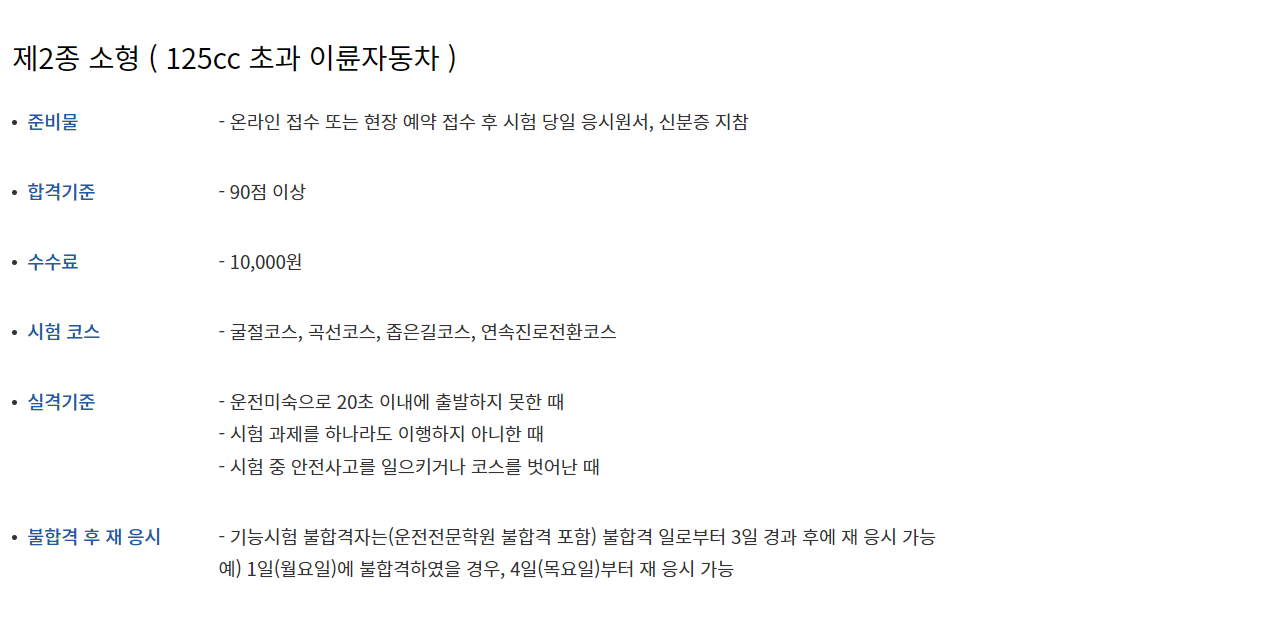 제2종 소형 ( 125cc 초과 이륜자동차 )
• 준비물 - 온라인 접수 또는 현장 예약 접수 후 시험 당일 응시원서, 신분증 지참
• 합격기준 - 90점 이상
• 수수료 - 10,000원
• 시험 코스 - 굴절코스, 곡선코스, 좁은길코스, 연속진로전환코스
• 실격기준 - 운전미숙으로 20초 이내에 출발하지 못한 때
- 시험 과제를 하나라도 이행하지 아니한 때
- 시험 중 안전사고를 일으키거나 코스를 벗어난 때
• 불합격 후 재 응시 - 기능시험 불합격자는(운전전문학원 불합격 포함) 불합격 일로부터 3일 경과 후에 재 응시 가능
예) 1일(월요일)에 불합격하였을 경우, 4일(목요일)부터 재 응시 가능